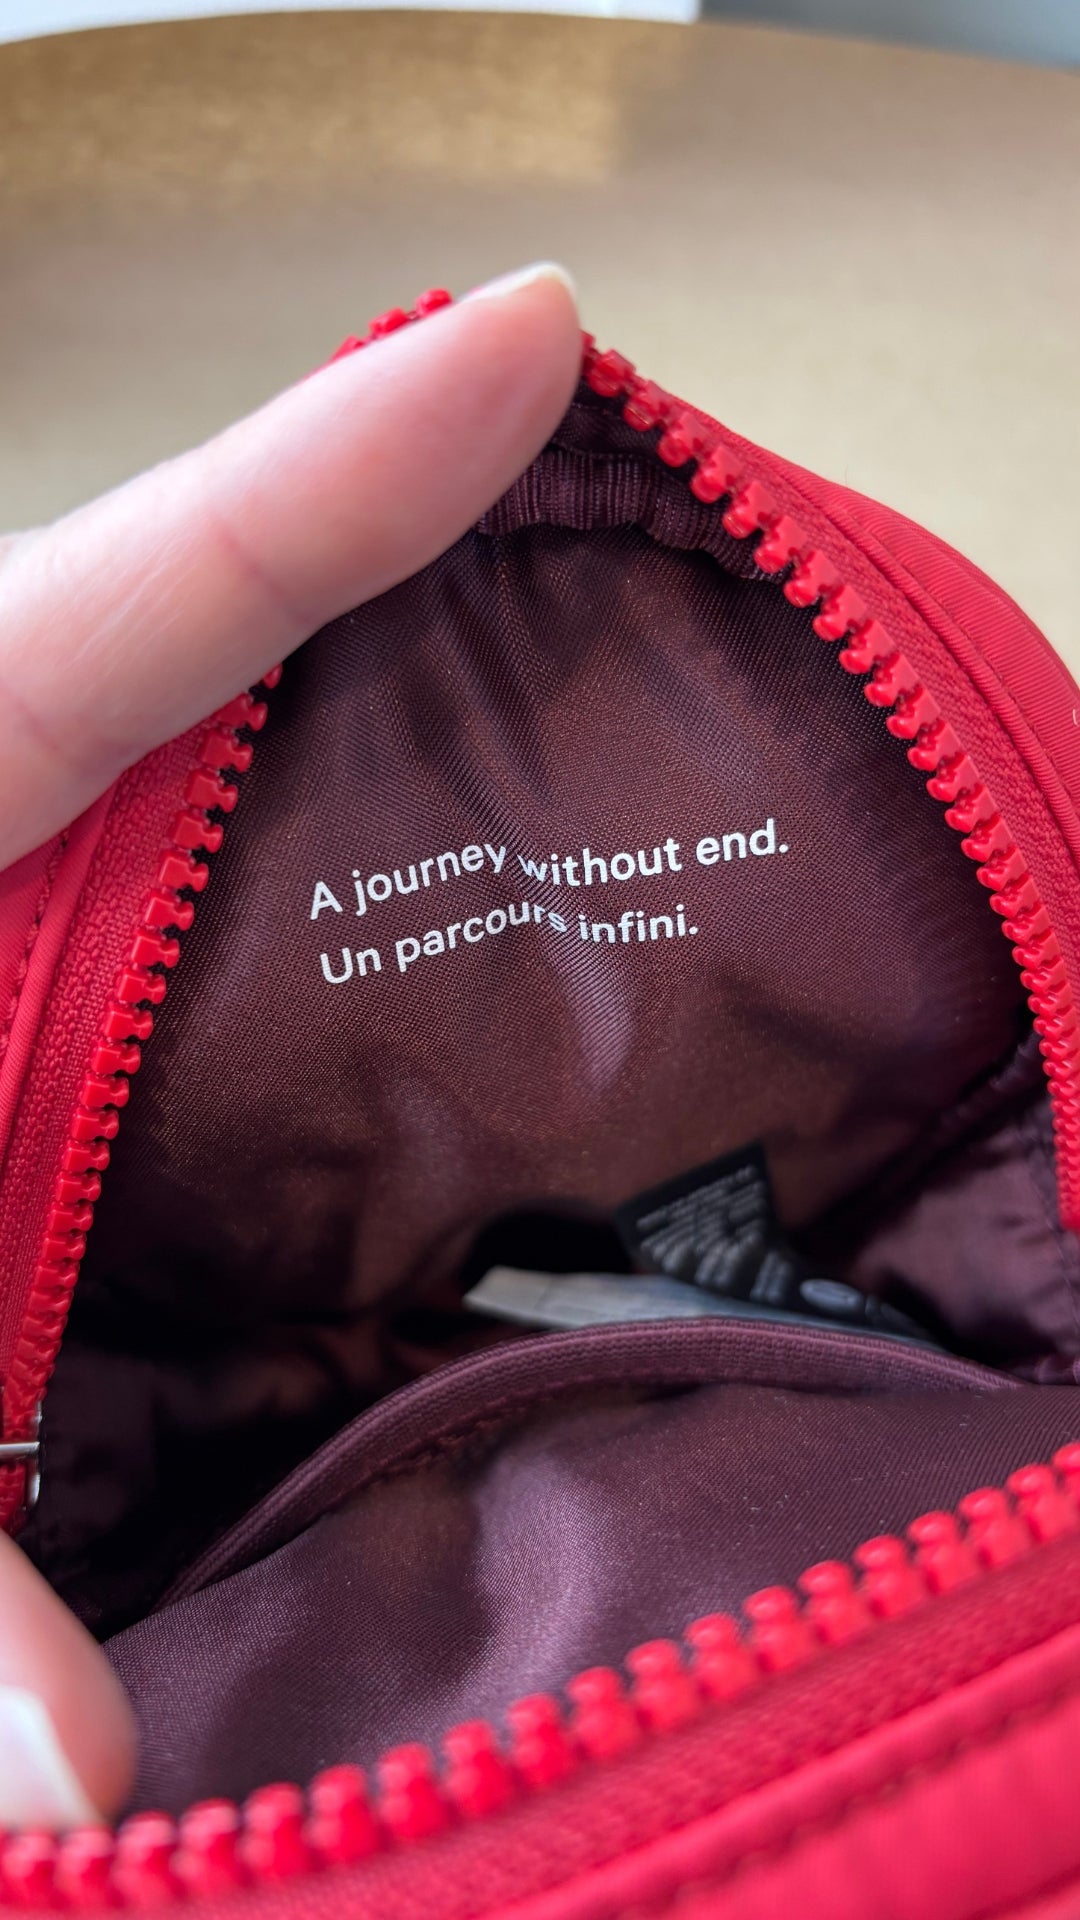 A journey without end.
Un parcours infini.